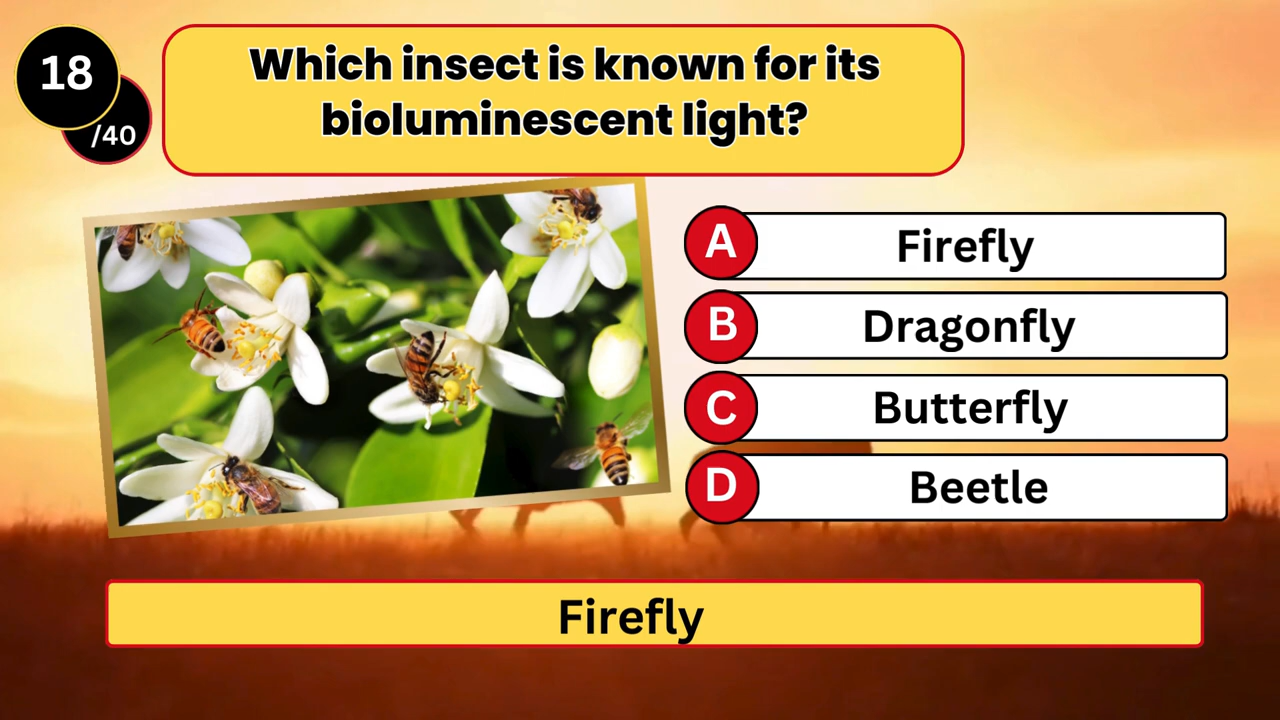 18
/40
Which insect is known for its
bioluminescent light?
A Firefly
B Dragonfly
C Butterfly
D Beetle
Firefly